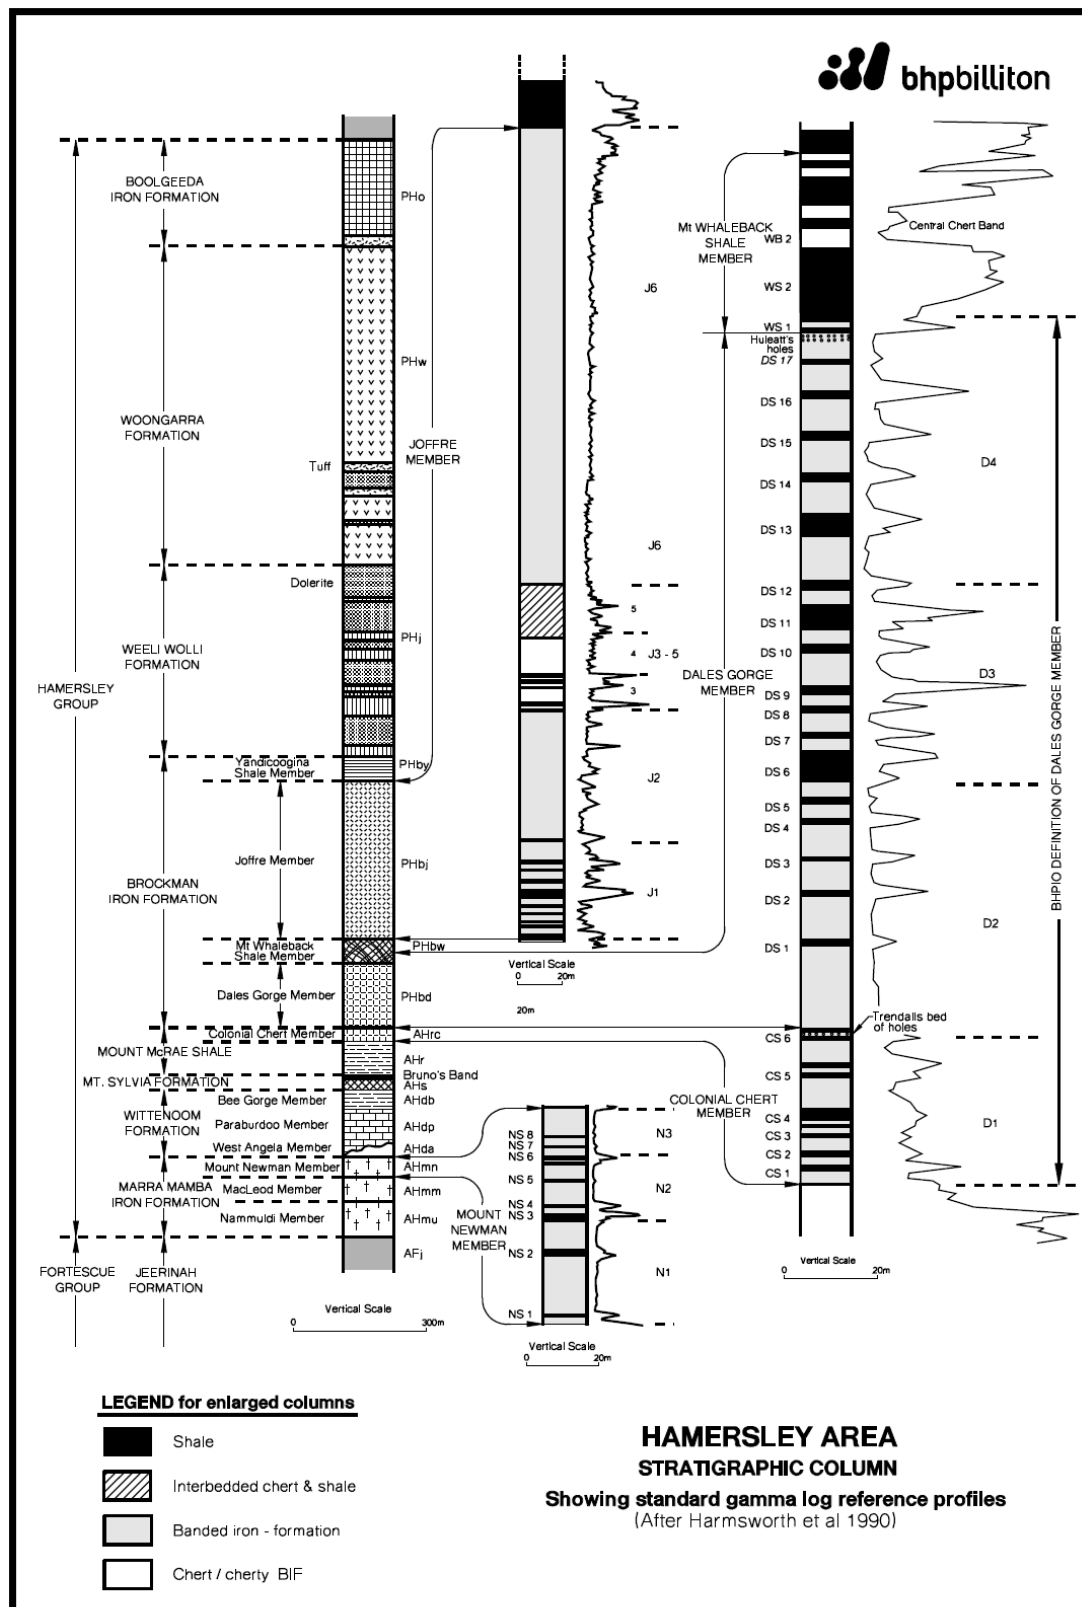 bhpbilliton
BOOLGEEDA
IRON FORMATION
PHo
WOONGARRA
FORMATION
PHw
Tuff
Dolerite
WEELI WOLLI
FORMATION
PHj
HAMERSLEY
GROUP
Yandicoogina
Shale Member
PHby
Joffre Member
PHbj
BROCKMAN
IRON FORMATION
Mt Whaleback
Shale Member
PHbw
Dales Gorge Member
PHbd
Colonial Chert Member
AHrc
MOUNT McRAE SHALE
AHr
Bruno's Band
MT. SYLVIA FORMATION
AHs
Bee Gorge Member
AHdb
WITTENOOM
FORMATION
Paraburdoo Member
AHdp
West Angela Member
AHda
Mount Newman Member
AHmn
MARRA MAMBA
IRON FORMATION
MacLeod Member
AHmm
Nammuldi Member
AHmu
FORTESCUE
GROUP
JEERINAH
FORMATION
AFj
Vertical Scale
0
300m
JOFFRE
MEMBER
J6
J6
5
4
J3 - 5
3
J2
J1
Vertical Scale
0
20m
20m
MOUNT
NEWMAN
MEMBER
NS 8
NS 7
NS 6
NS 5
NS 4
NS 3
NS 2
NS 1
N3
N2
N1
Vertical Scale
0
20m
Mt WHALEBACK
SHALE
MEMBER
DALES GORGE
MEMBER
COLONIAL CHERT
MEMBER
WB 2
WS 2
WS 1
Huleatt's
holes
DS 17
DS 16
DS 15
DS 14
DS 13
DS 12
DS 11
DS 10
DS 9
DS 8
DS 7
DS 6
DS 5
DS 4
DS 3
DS 2
DS 1
CS 6
CS 5
CS 4
CS 3
CS 2
CS 1
Central Chert Band
D4
D3
D2
Trendalls bed
of holes
D1
BHPIO DEFINITION OF DALES GORGE MEMBER
Vertical Scale
0
20m
LEGEND for enlarged columns
Shale
Interbedded chert & shale
Banded iron - formation
Chert / cherty BIF
HAMERSLEY AREA
STRATIGRAPHIC COLUMN
Showing standard gamma log reference profiles
(After Harmsworth et al 1990)